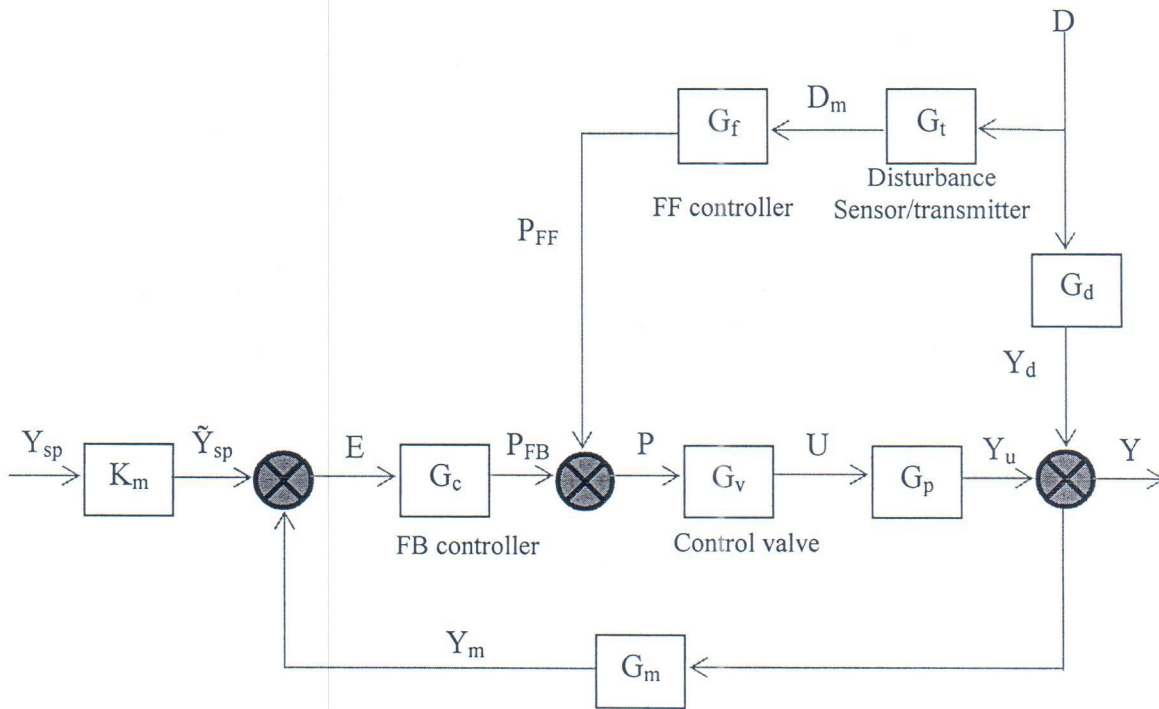 D
D_m
G_f
G_t
Disturbance
Sensor/transmitter
FF controller
P_FF
G_d
Y_d
Y_sp
K_m
Ỹ_sp
E
G_c
P_FB
P
G_v
U
G_p
Y_u
Y
FB controller
Control valve
Y_m
G_m